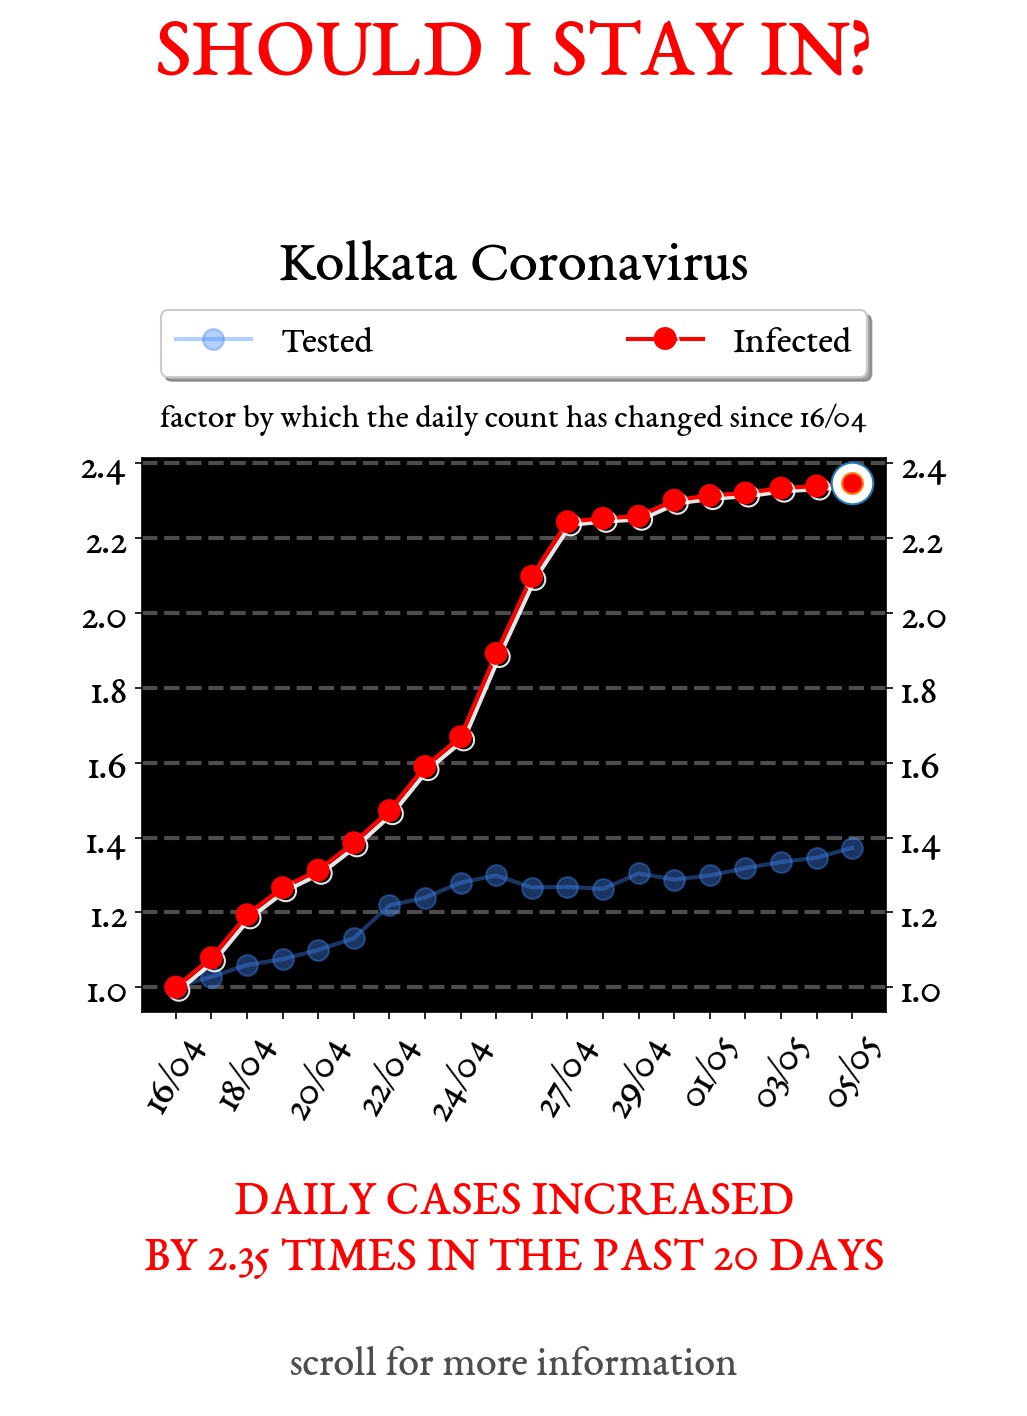 SHOULD I STAY IN?
Kolkata Coronavirus
Tested Infected
factor by which the daily count has changed since 16/04
2.4 2.4
2.2 2.2
2.0 2.0
1.8 1.8
1.6 1.6
1.4 1.4
1.2 1.2
1.0 1.0
16/04 18/04 20/04 22/04 24/04 27/04 29/04 01/05 03/05 05/05
DAILY CASES INCREASED
BY 2.35 TIMES IN THE PAST 20 DAYS
scroll for more information